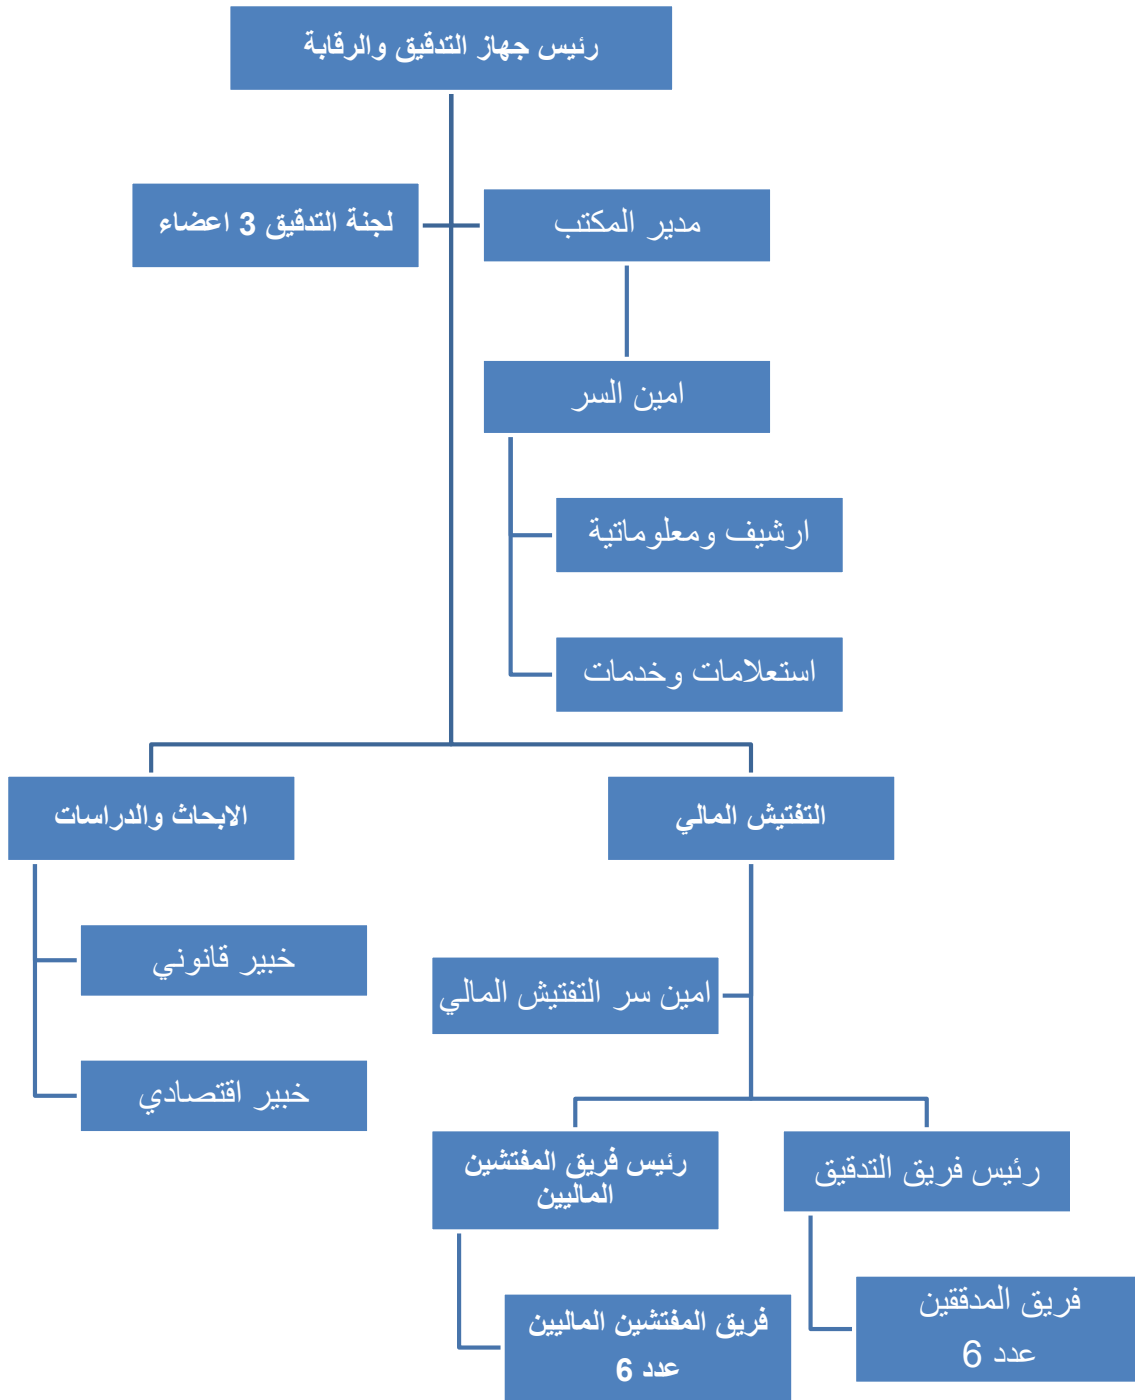 رئيس جهاز التدقيق والرقابة
مدير المكتب
لجنة التدقيق 3 اعضاء
امين السر
ارشيف ومعلوماتية
استعلامات وخدمات
التفتيش المالي
الابحاث والدراسات
خبير قانوني
امين سر التفتيش المالي
خبير اقتصادي
رئيس فريق التدقيق
رئيس فريق المفتشين
الماليين
فريق المدققين
عدد 6
فريق المفتشين الماليين
عدد 6